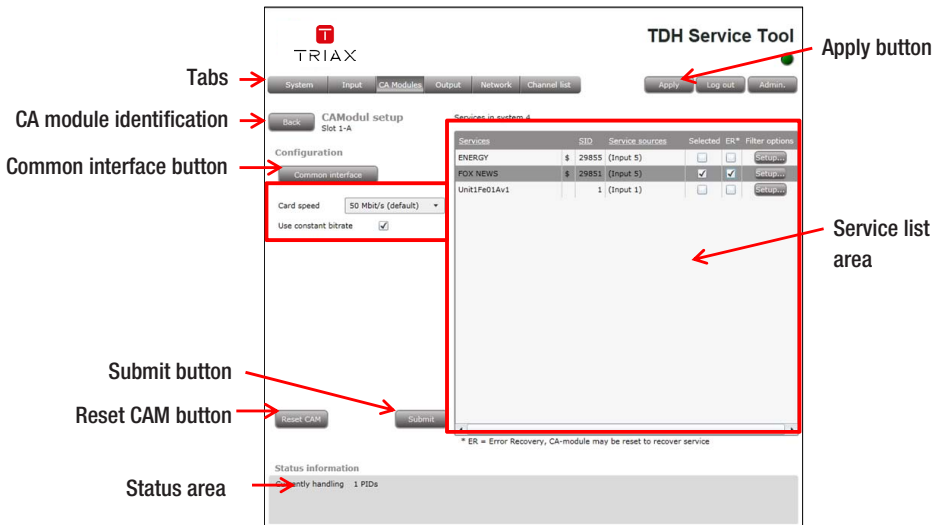 TRIAX
TDH Service Tool
Apply button
Tabs
System Input CA Modules Output Network Channel list Apply Log out Admin.
CA module identification
Back CAModul setup
Slot 1-A
Services in system 4
Services SID Service sources Selected ER* Filter options
Configuration
ENERGY $ 29855 (Input 5) Setup...
Common interface button
Common interface
FOX NEWS $ 29851 (Input 5) Setup...
Unit1Fe01Av1 1 (Input 1) Setup...
Card speed 50 Mbit/s (default)
Use constant bitrate
Service list
area
Submit button
Reset CAM button
Reset CAM Submit
* ER = Error Recovery, CA-module may be reset to recover service
Status information
Status area
Currently handling 1 PIDs